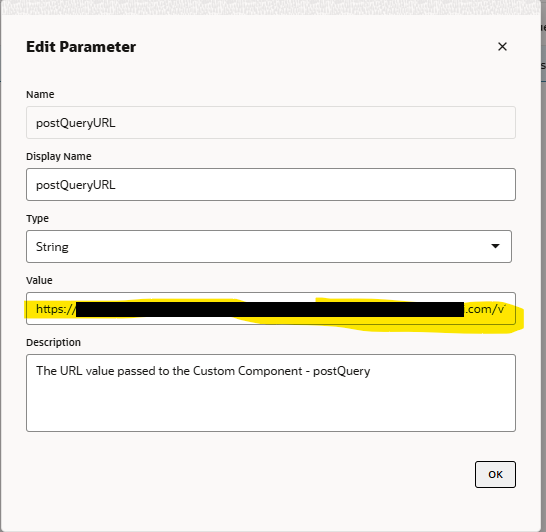 Edit Parameter
Name
postQueryURL
Display Name
postQueryURL
Type
String
Value
https:// .com/v
Description
The URL value passed to the Custom Component - postQuery
OK